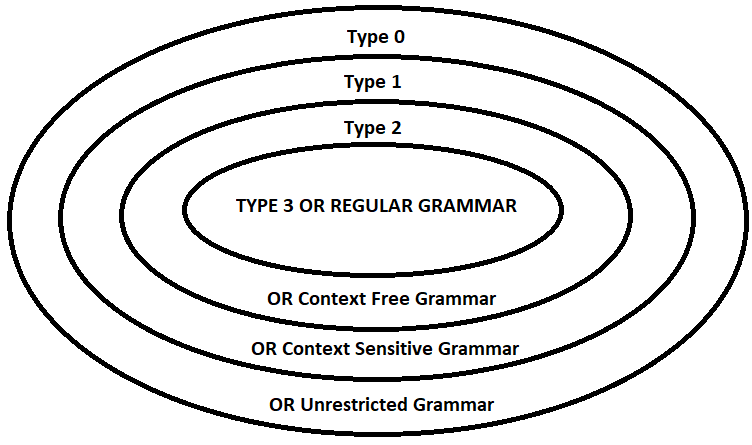 Type 0
Type 1
Type 2
TYPE 3 OR REGULAR GRAMMAR
OR Context Free Grammar
OR Context Sensitive Grammar
OR Unrestricted Grammar